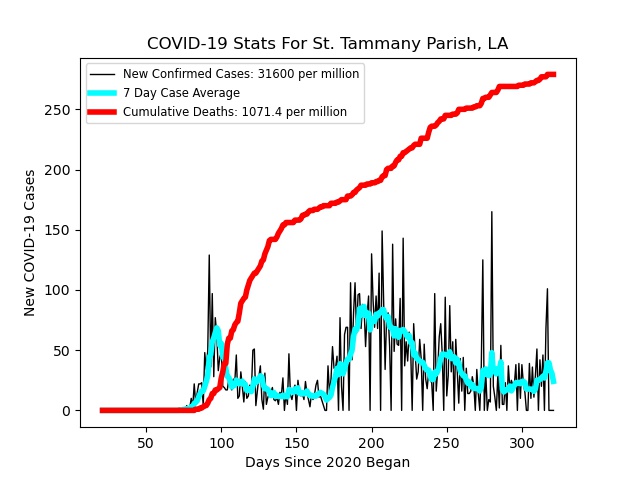 COVID-19 Stats For St. Tammany Parish, LA
New Confirmed Cases: 31600 per million
7 Day Case Average
Cumulative Deaths: 1071.4 per million
New COVID-19 Cases
250
200
150
100
50
0
50 100 150 200 250 300
Days Since 2020 Began